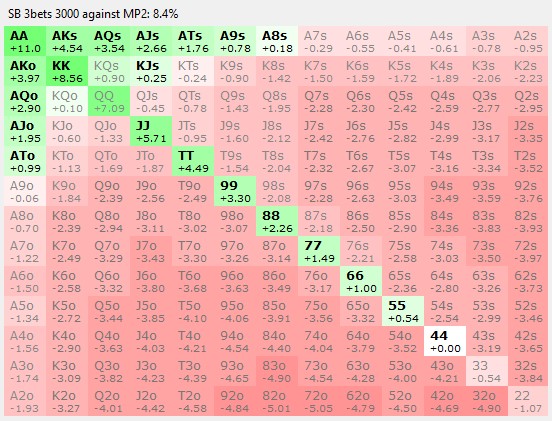 SB 3bets 3000 against MP2: 8.4%
AA AKs AQs AJs ATs A9s A8s A7s A6s A5s A4s A3s A2s
+11.0 +4.54 +3.54 +2.66 +1.76 +0.78 +0.18 -0.29 -0.55 -0.41 -0.61 -0.78 -0.95
AKo KK KQs KJs KTs K9s K8s K7s K6s K5s K4s K3s K2s
+3.97 +8.56 +0.90 +0.25 -0.24 -0.90 -1.42 -1.50 -1.59 -1.72 -1.89 -2.06 -2.23
AQo KQo QQ QJs QTs Q9s Q8s Q7s Q6s Q5s Q4s Q3s Q2s
+2.90 +0.10 +7.09 -0.45 -0.78 -1.43 -1.95 -2.28 -2.30 -2.42 -2.59 -2.77 -2.95
AJo KJo QJo JJ JTs J9s J8s J7s J6s J5s J4s J3s J2s
+1.95 -0.60 -1.33 +5.71 -0.95 -1.60 -2.12 -2.42 -2.76 -2.82 -2.99 -3.17 -3.35
ATo KTo QTo JTo TT T9s T8s T7s T6s T5s T4s T3s T2s
+0.99 -1.13 -1.69 -1.87 +4.49 -1.54 -2.04 -2.32 -2.67 -3.07 -3.16 -3.34 -3.52
A9o K9o Q9o J9o T9o 99 98s 97s 96s 95s 94s 93s 92s
-0.06 -1.84 -2.39 -2.56 -2.49 +3.30 -2.08 -2.28 -2.63 -3.03 -3.49 -3.59 -3.76
A8o K8o Q8o J8o T8o 98o 88 87s 86s 85s 84s 83s 82s
-0.70 -2.39 -2.94 -3.11 -3.02 -3.07 +2.26 -2.18 -2.50 -2.90 -3.36 -3.83 -3.93
A7o K7o Q7o J7o T7o 97o 87o 77 76s 75s 74s 73s 72s
-1.22 -2.49 -3.29 -3.43 -3.30 -3.26 -3.14 +1.49 -2.21 -2.58 -3.03 -3.50 -3.97
A6o K6o Q6o J6o T6o 96o 86o 76o 66 65s 64s 63s 62s
-1.50 -2.58 -3.32 -3.80 -3.68 -3.63 -3.49 -3.17 +1.00 -2.36 -2.80 -3.26 -3.73
A5o K5o Q5o J5o T5o 95o 85o 75o 65o 55 54s 53s 52s
-1.34 -2.72 -3.44 -3.85 -4.10 -4.06 -3.91 -3.56 -3.32 +0.54 -2.54 -2.99 -3.46
A4o K4o Q4o J4o T4o 94o 84o 74o 64o 54o 44 43s 42s
-1.56 -2.90 -3.63 -4.03 -4.21 -4.54 -4.40 -4.04 -3.79 -3.52 +0.00 -3.19 -3.65
A3o K3o Q3o J3o T3o 93o 83o 73o 63o 53o 43o 33 32s
-1.74 -3.09 -3.82 -4.23 -4.39 -4.65 -4.90 -4.54 -4.28 -4.00 -4.21 -0.54 -3.84
A2o K2o Q2o J2o T2o 92o 82o 72o 62o 52o 42o 32o 22
-1.93 -3.27 -4.01 -4.42 -4.58 -4.84 -5.01 -5.05 -4.79 -4.50 -4.69 -4.90 -1.07